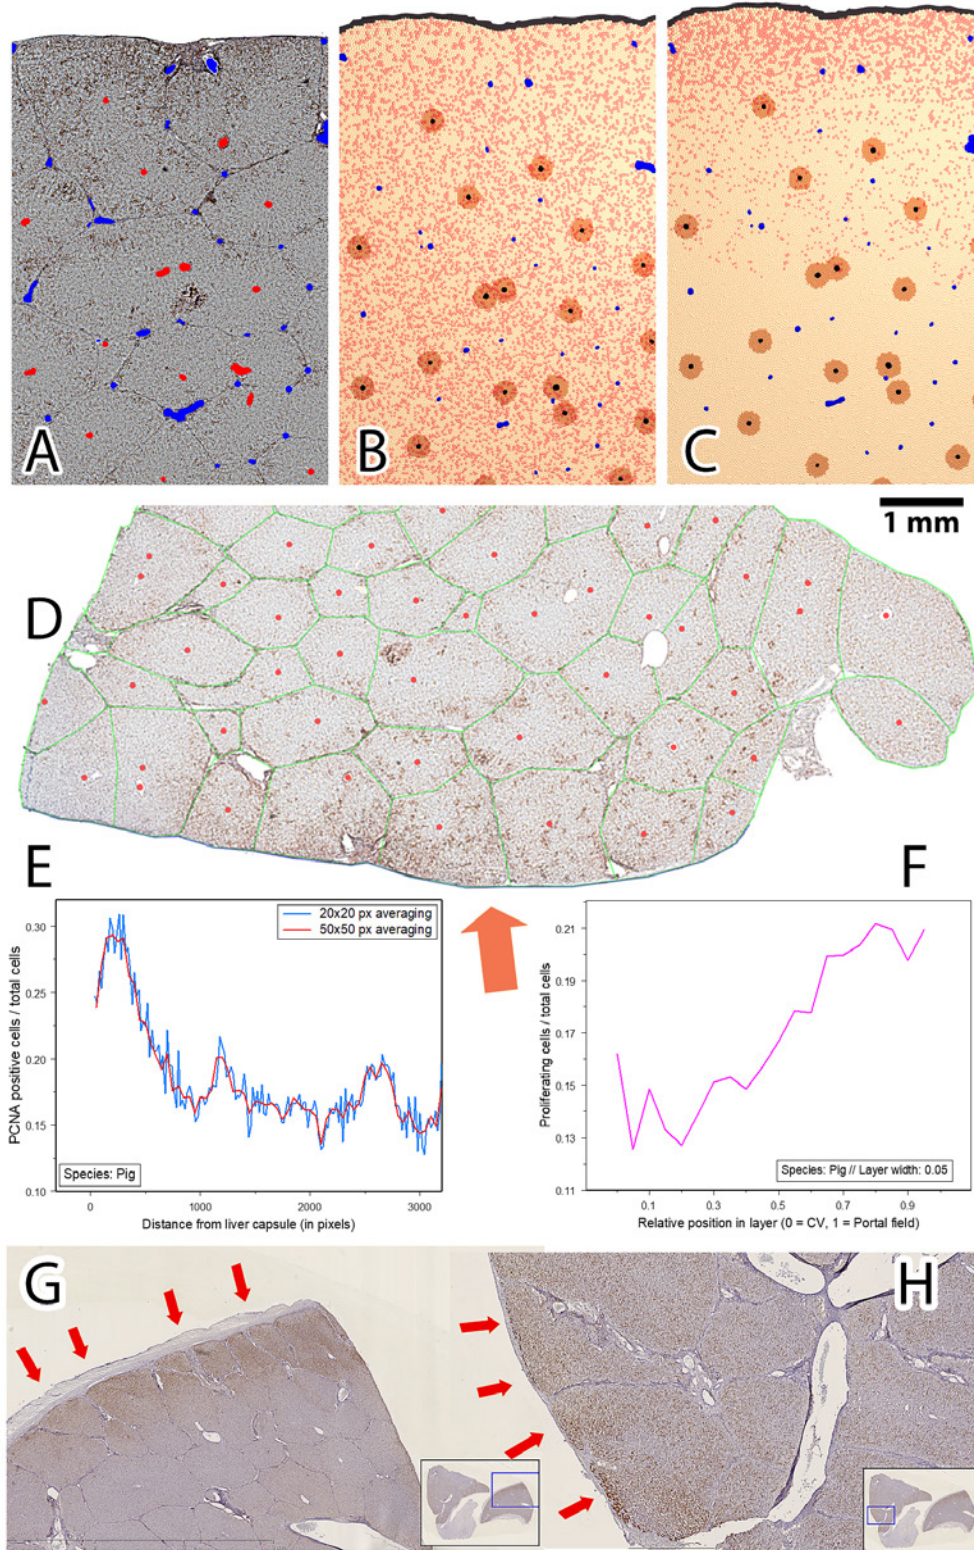 A
B
C
1 mm
D
E
F
0.30
0.25
0.20
0.15
0.10
PCNA positive cells / total cells
20x20 px averaging
50x50 px averaging
Species: Pig
0
1000
2000
3000
Distance from liver capsule (in pixels)
0.21
0.19
0.17
0.15
0.13
0.11
Proliferating cells / total cells
Species: Pig // Layer width: 0.05
0.1
0.3
0.5
0.7
0.9
Relative position in layer (0 = CV, 1 = Portal field)
G
H